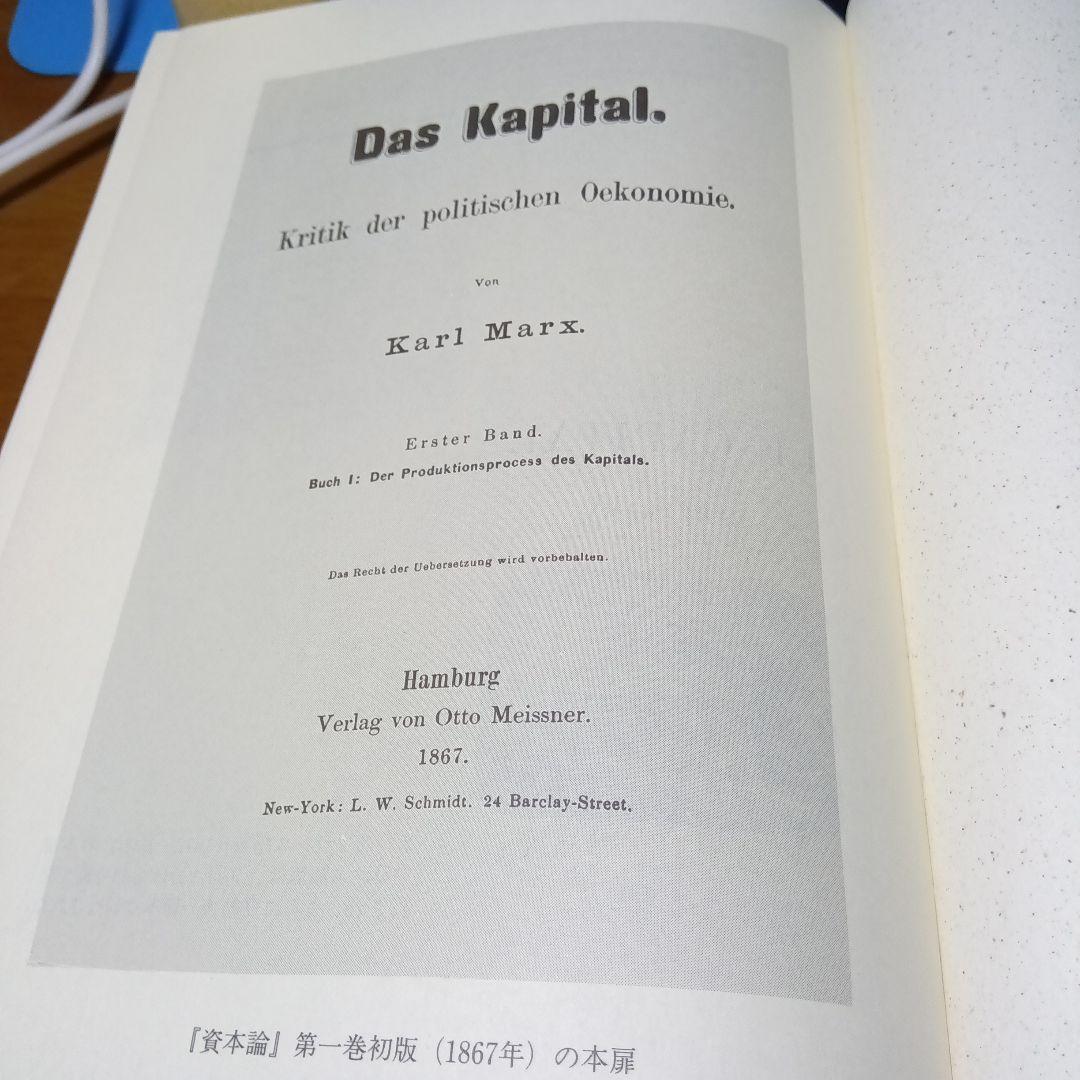 Das Kapital.
Kritik der politischen Oekonomie.
Von
Karl Marx.
Erster Band.
Buch I: Der Produktionsprocess des Kapitals.
Das Recht der Uebersetzung wird vorbehalten.
Hamburg
Verlag von Otto Meissner.
1867.
New-York: L. W. Schmidt. 24 Barclay-Street.
『資本論』第一巻初版（1867年）の本扉